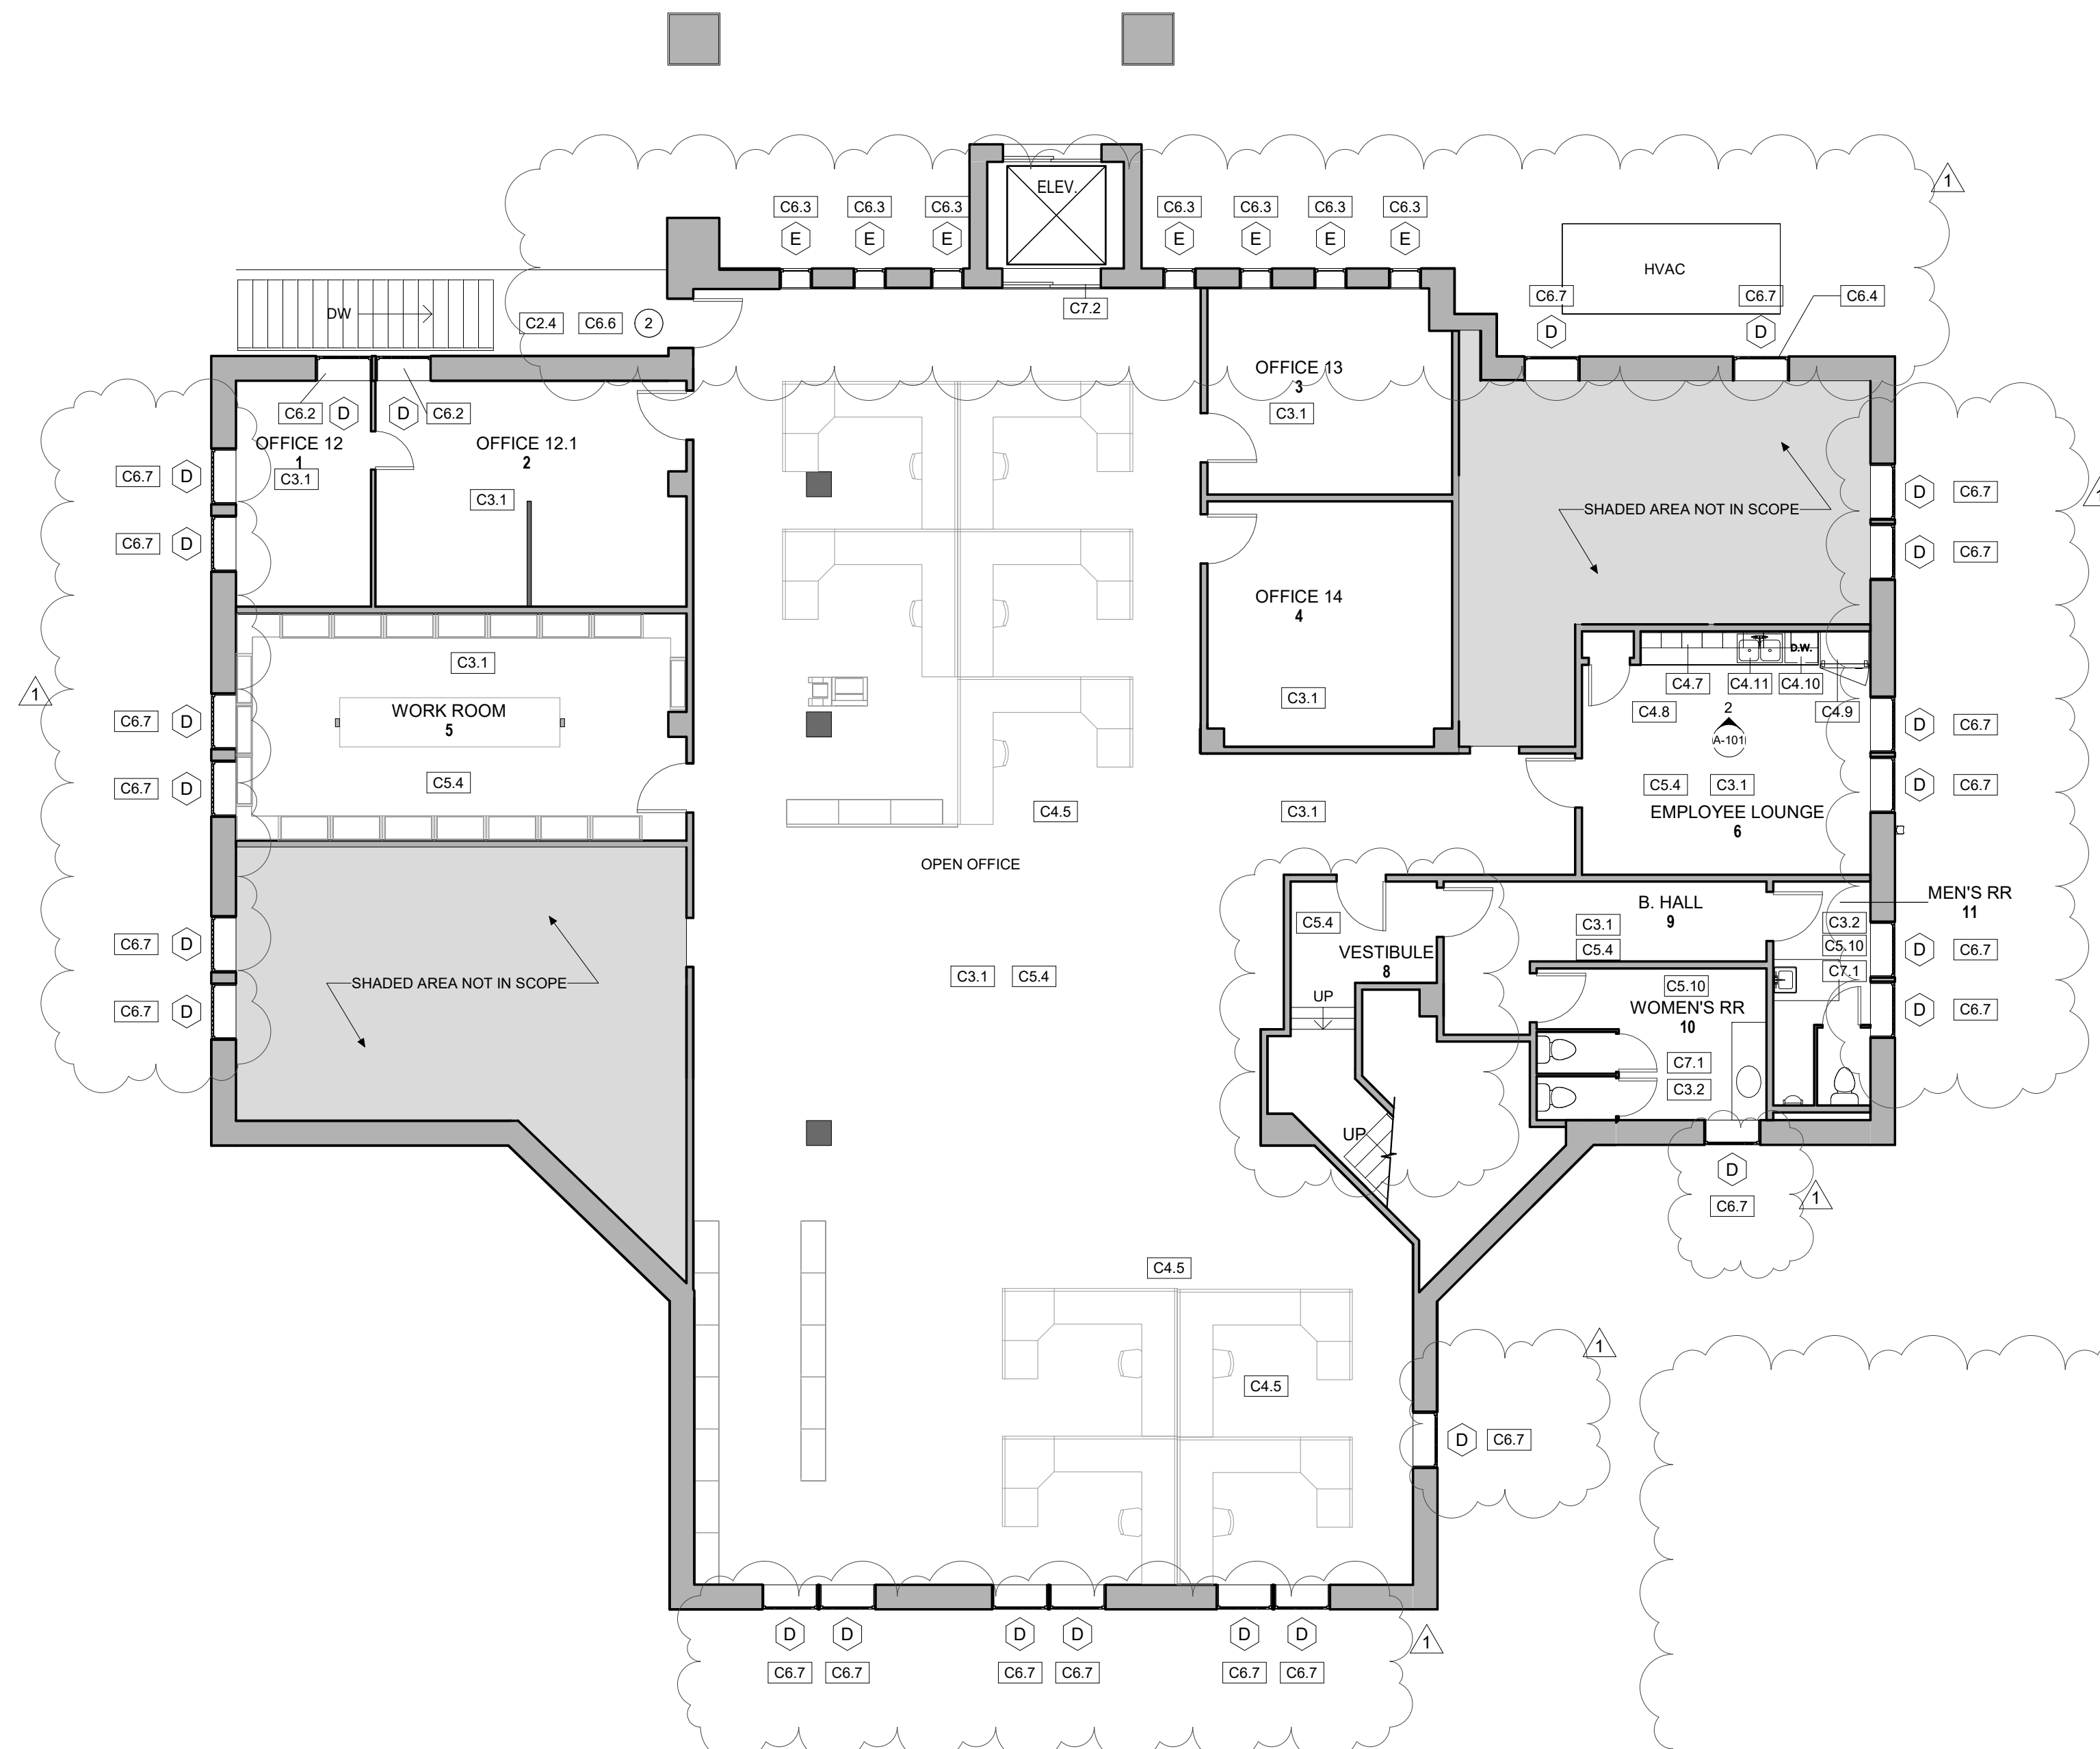 ELEV.
1
C6.3 C6.3 C6.3 C6.3 C6.3 C6.3 C6.3
E E E E E E E
HVAC
C6.7 C6.7 C6.4
C7.2
DW
C2.4 C6.6 2
D D
OFFICE 13
3
C3.1
C6.2 D D C6.2
OFFICE 12
1
C3.1
OFFICE 12.1
2
C3.1
C6.7 D
C6.7 D
D C6.7
1
SHADED AREA NOT IN SCOPE
D C6.7
OFFICE 14
4
C3.1
C3.1
WORK ROOM
5
C5.4
1
C6.7 D
C6.7 D
D.W.
C4.7 C4.11 C4.10
C4.8 C4.9
2
A-101
D C6.7
C5.4 C3.1
D C6.7
EMPLOYEE LOUNGE
6
C4.5
C3.1
OPEN OFFICE
MEN'S RR
11
B. HALL
9
C3.1
C5.4
C5.4
VESTIBULE
8
C3.2
C5.10
C7.1
C6.7 D
D C6.7
C3.1 C5.4
SHADED AREA NOT IN SCOPE
C6.7 D
C5.10
WOMEN'S RR
10
D C6.7
UP
C7.1
C3.2
UP
D
C6.7
1
C4.5
1
C4.5
D C6.7
D D D D D D
1
C6.7 C6.7 C6.7 C6.7 C6.7 C6.7